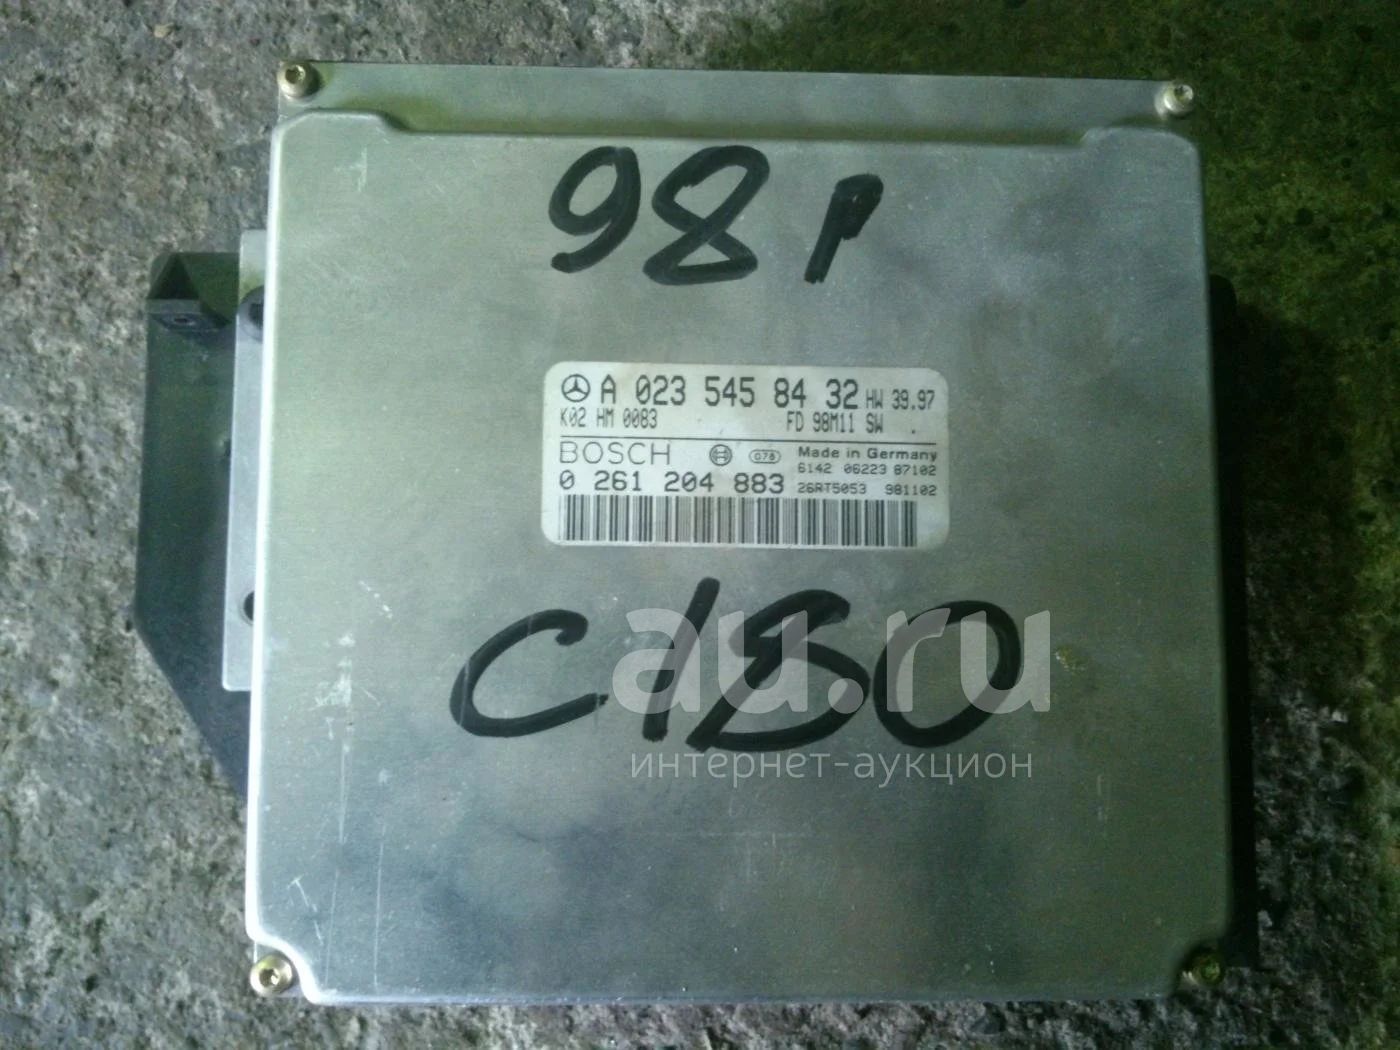 98 р
A 023 545 84 32 HW 39.97
K02 HM 0083 FD 98M11 SW .
BOSCH 078 Made in Germany
6142 06223 87102
0 261 204 883 26RT5053 981102
C180
au.ru
интернет-аукцион